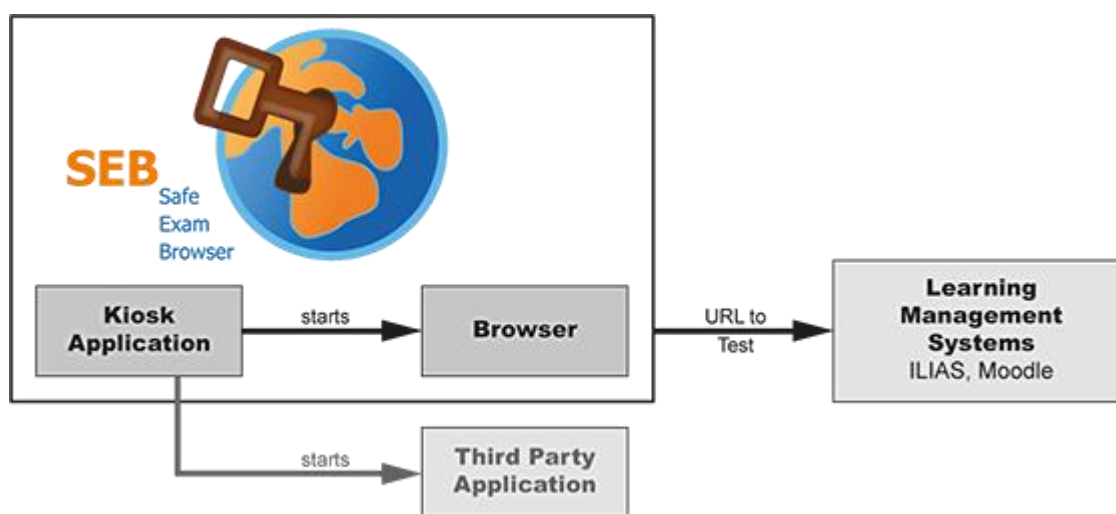 SEB
Safe
Exam
Browser
Kiosk
Application
starts
Browser
URL to
Test
Learning
Management
Systems
ILIAS, Moodle
starts
Third Party
Application